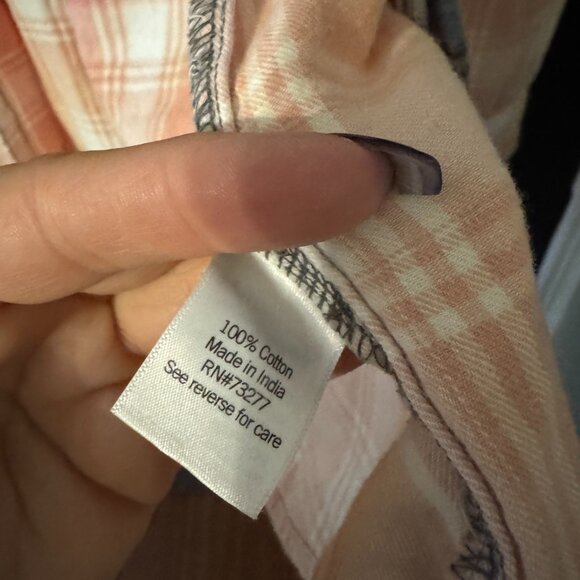 100% Cotton
Made in India
RN#73277
See reverse for care